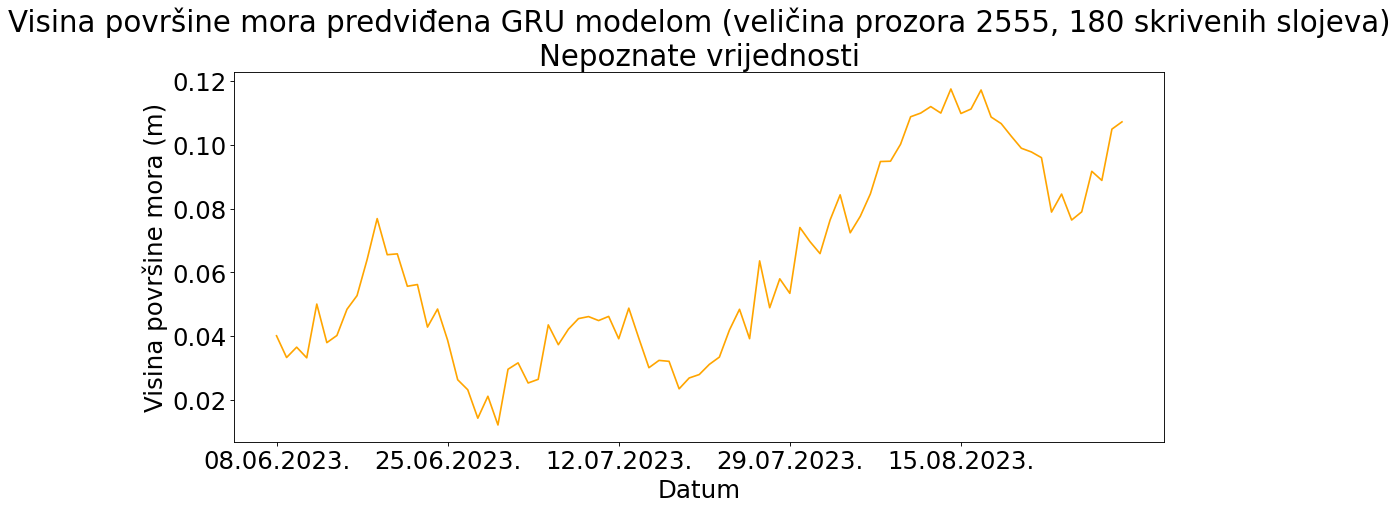 Visina površine mora predviđena GRU modelom (veličina prozora 2555, 180 skrivenih slojeva)
Nepoznate vrijednosti
Visina površine mora (m)
0.12
0.10
0.08
0.06
0.04
0.02
08.06.2023.
25.06.2023.
12.07.2023.
29.07.2023.
15.08.2023.
Datum